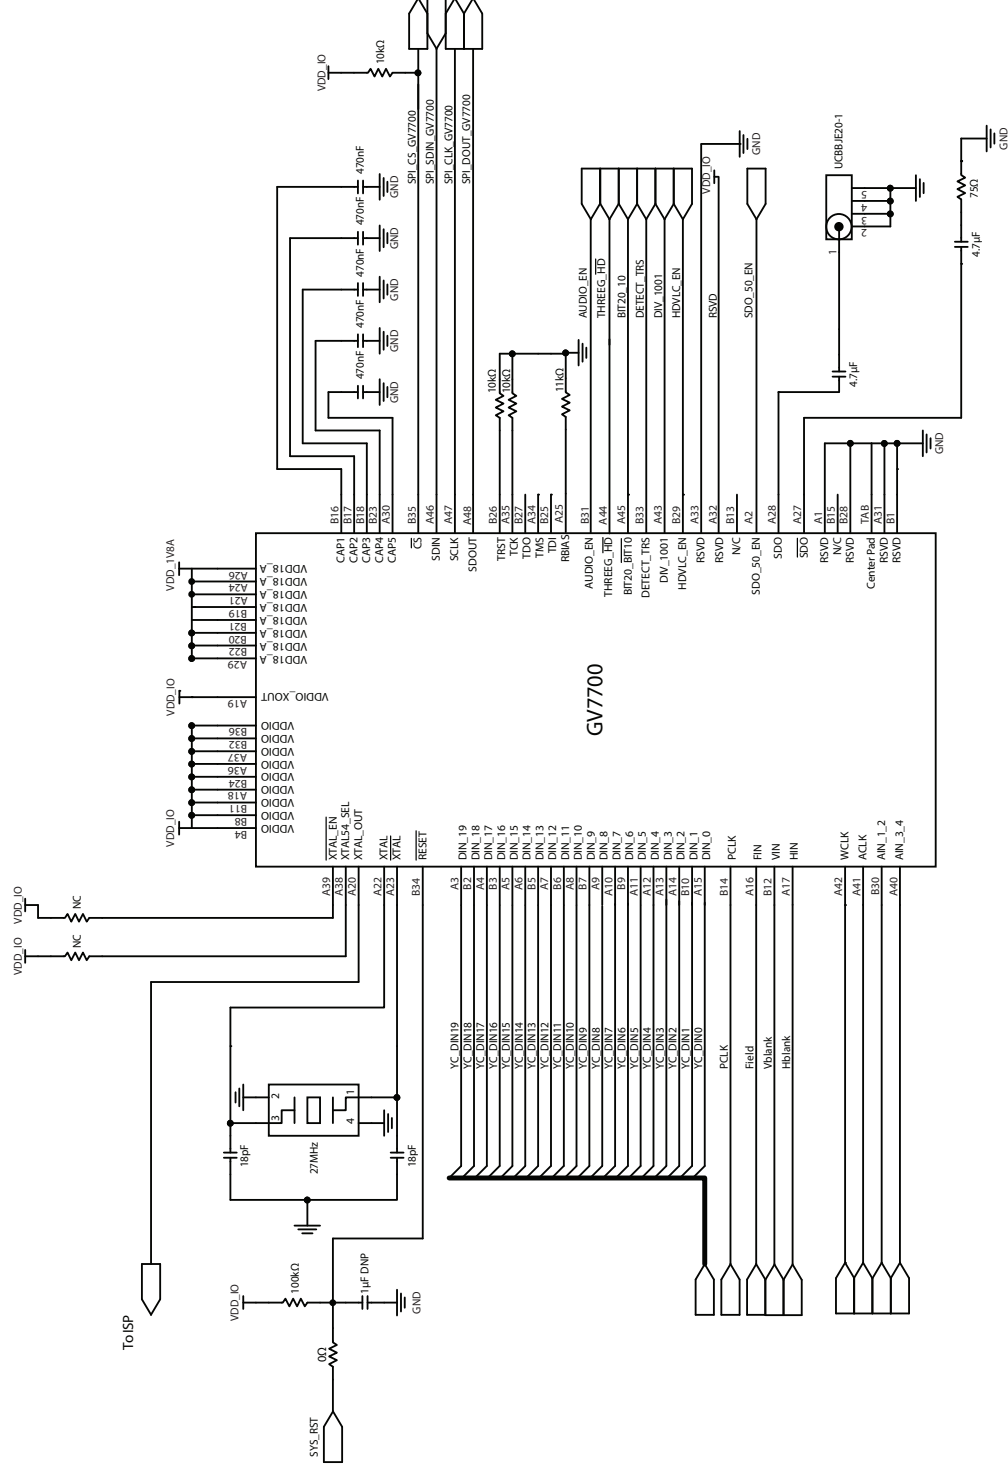 VDD_IO
10kΩ
SPI_CS_GV7700
SPI_SDIN_GV7700
SPI_CLK_GV7700
SPI_DOUT_GV7700
470nF
GND
470nF
GND
470nF
GND
470nF
GND
470nF
GND
10kΩ
10kΩ
11kΩ
AUDIO_EN
THREEG_HD
BIT20_10
DETECT_TRS
DIV_1001
HDVLC_EN
RSVD
VDD_IO
GND
SDO_50_EN
UCBBJE20-1
1
2
3
4
5
4.7µF
4.7µF
75Ω
GND
GND
B16
B17
B18
B23
A30
B35
A46
A47
A48
B26
A35
B27
A34
B25
A25
B31
A44
A45
B33
A43
B29
A33
A32
B13
A2
A28
A27
A1
B15
B28
TAB
A31
B1
CAP1
CAP2
CAP3
CAP4
CAP5
CS
SDIN
SCLK
SDOUT
TRST
TCK
TDO
TMS
TDI
RBIAS
AUDIO_EN
THREEG_HD
BIT20_BIT10
DETECT_TRS
DIV_1001
HDVLC_EN
RSVD
RSVD
N/C
SDO_50_EN
SDO
SDO
RSVD
N/C
RSVD
Center Pad
RSVD
RSVD
VDD_1V8A
A26
A24
A21
B19
B21
B20
B22
A29
VDD18_A
VDD18_A
VDD18_A
VDD18_A
VDD18_A
VDD18_A
VDD18_A
VDD18_A
VDD_IO
A19
VDDIO_XOUT
B36
B32
A37
A36
B24
A18
B11
B8
B4
VDDIO
VDDIO
VDDIO
VDDIO
VDDIO
VDDIO
VDDIO
VDDIO
VDDIO
VDD_IO
GV7700
XTAL_EN
XTAL54_SEL
XTAL_OUT
XTAL
XTAL
RESET
DIN_19
DIN_18
DIN_17
DIN_16
DIN_15
DIN_14
DIN_13
DIN_12
DIN_11
DIN_10
DIN_9
DIN_8
DIN_7
DIN_6
DIN_5
DIN_4
DIN_3
DIN_2
DIN_1
DIN_0
PCLK
FIN
VIN
HIN
WCLK
ACLK
AIN_1_2
AIN_3_4
A39
A38
A20
A22
A23
B34
A3
B2
A4
B3
A5
A6
B5
A7
B6
A8
B7
A9
A10
B9
A11
A12
A13
A14
B10
A15
B14
A16
B12
A17
A42
A41
B30
A40
VDD_IO
NC
VDD_IO
NC
YC_DIN19
YC_DIN18
YC_DIN17
YC_DIN16
YC_DIN15
YC_DIN14
YC_DIN13
YC_DIN12
YC_DIN11
YC_DIN10
YC_DIN9
YC_DIN8
YC_DIN7
YC_DIN6
YC_DIN5
YC_DIN4
YC_DIN3
YC_DIN2
YC_DIN1
YC_DIN0
PCLK
Field
Vblank
Hblank
2
3
1
4
27MHz
18pF
18pF
To ISP
VDD_IO
100kΩ
1µF DNP
GND
0Ω
SYS_RST